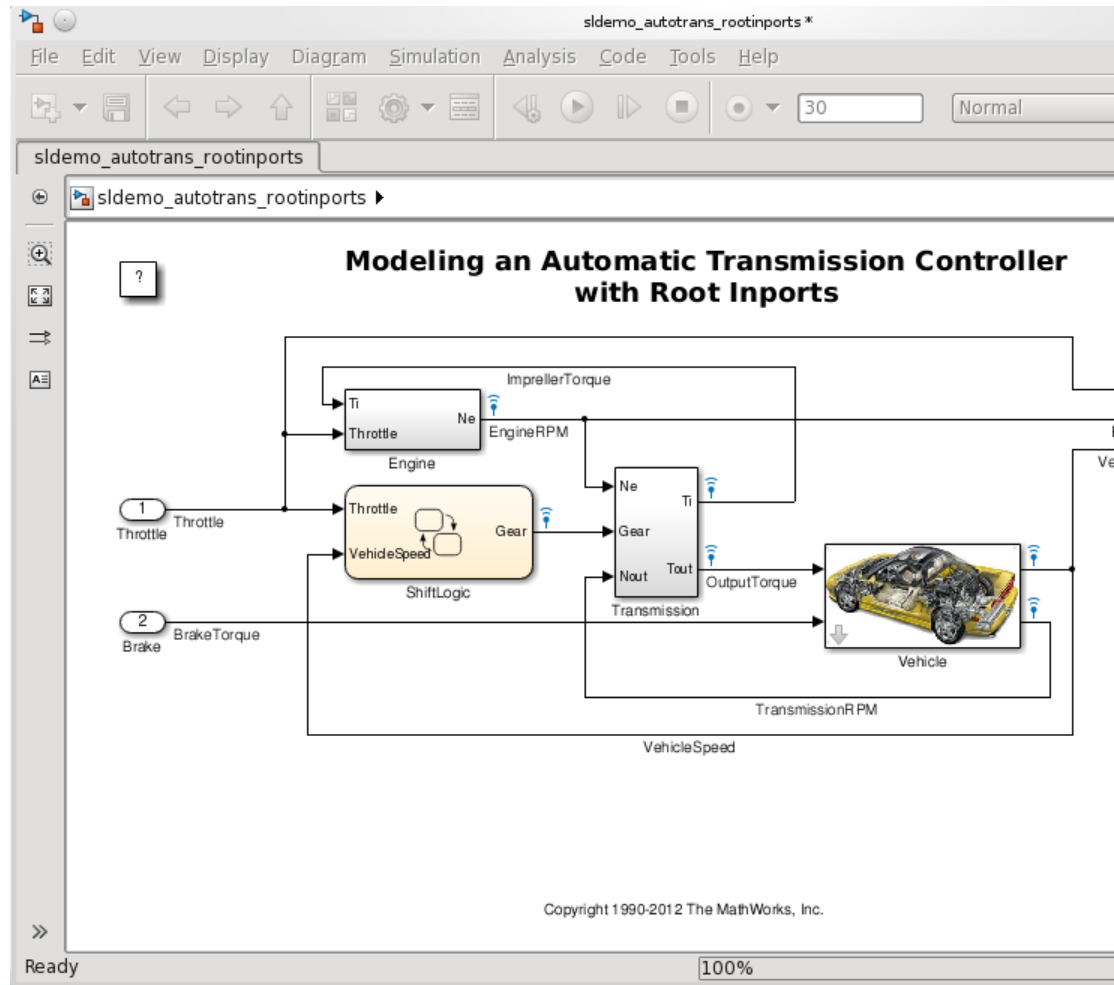 sldemo_autotrans_rootinports *
File Edit View Display Diagram Simulation Analysis Code Tools Help
30 Normal
sldemo_autotrans_rootinports
sldemo_autotrans_rootinports
?
Modeling an Automatic Transmission Controller
with Root Inports
ImprellerTorque
Ti
Ne
Throttle
EngineRPM
Engine
Ve
Ne
Ti
1
Throttle
Throttle
Throttle
Gear
Gear
VehicleSpeed
Nout
Tout
OutputTorque
ShiftLogic
Transmission
2
BrakeTorque
Brake
Vehicle
TransmissionRPM
VehicleSpeed
Copyright 1990-2012 The MathWorks, Inc.
Ready
100%